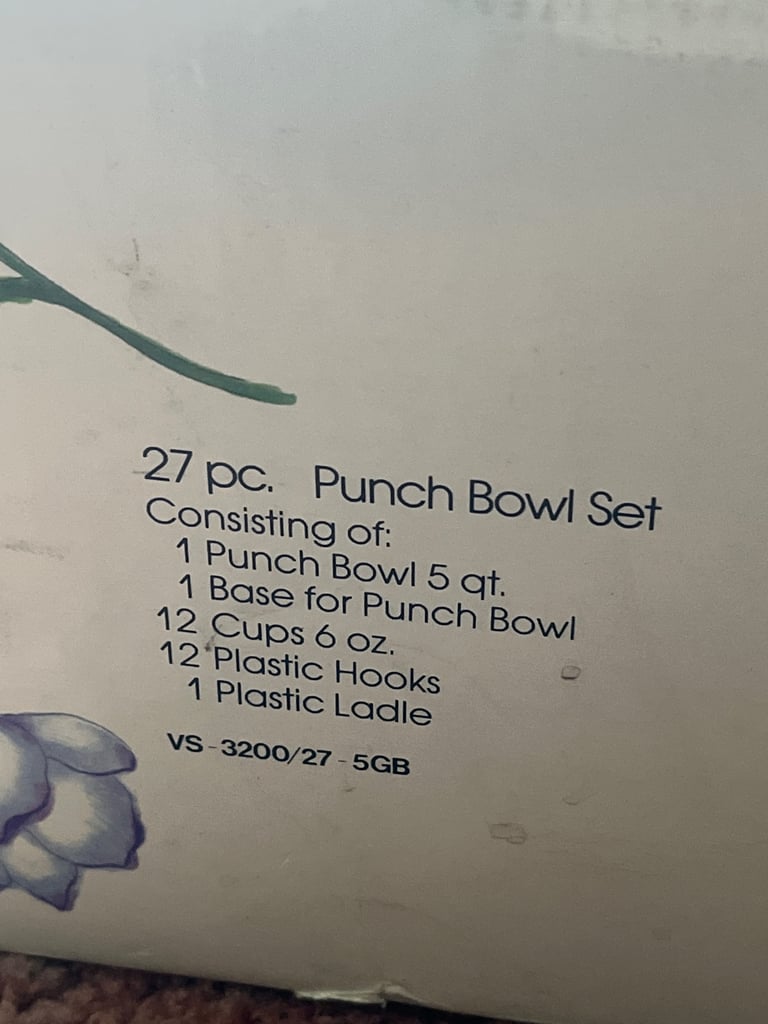 27 pc. Punch Bowl Set
Consisting of:
1 Punch Bowl 5 qt.
1 Base for Punch Bowl
12 Cups 6 oz.
12 Plastic Hooks
1 Plastic Ladle
VS-3200/27-5GB